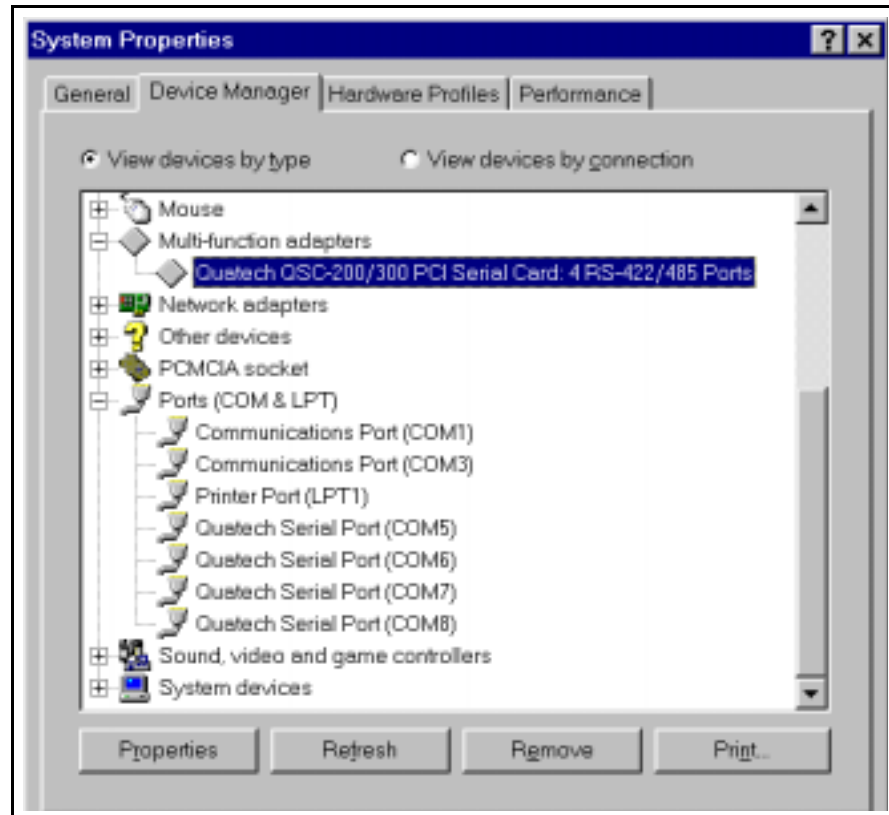 System Properties
General Device Manager Hardware Profiles Performance
View devices by type View devices by connection
Mouse
Multi-function adapters
Quatech QSC-200/300 PCI Serial Card: 4 RS-422/485 Ports
Network adapters
Other devices
PCMCIA socket
Ports (COM & LPT)
Communications Port (COM1)
Communications Port (COM3)
Printer Port (LPT1)
Quatech Serial Port (COM5)
Quatech Serial Port (COM6)
Quatech Serial Port (COM7)
Quatech Serial Port (COM8)
Sound, video and game controllers
System devices
Properties Refresh Remove Print...